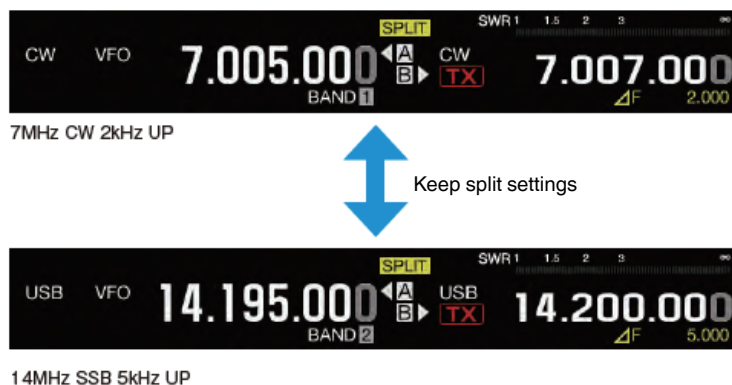 SPLIT SWR 1 1.5 2 3 ∞
CW VFO 7.005.000 A CW 7.007.000
B TX
BAND 1 ⊿F 2.000
7MHz CW 2kHz UP
Keep split settings
SPLIT SWR 1 1.5 2 3 ∞
USB VFO 14.195.000 A USB 14.200.000
B TX
BAND 2 ⊿F 5.000
14MHz SSB 5kHz UP